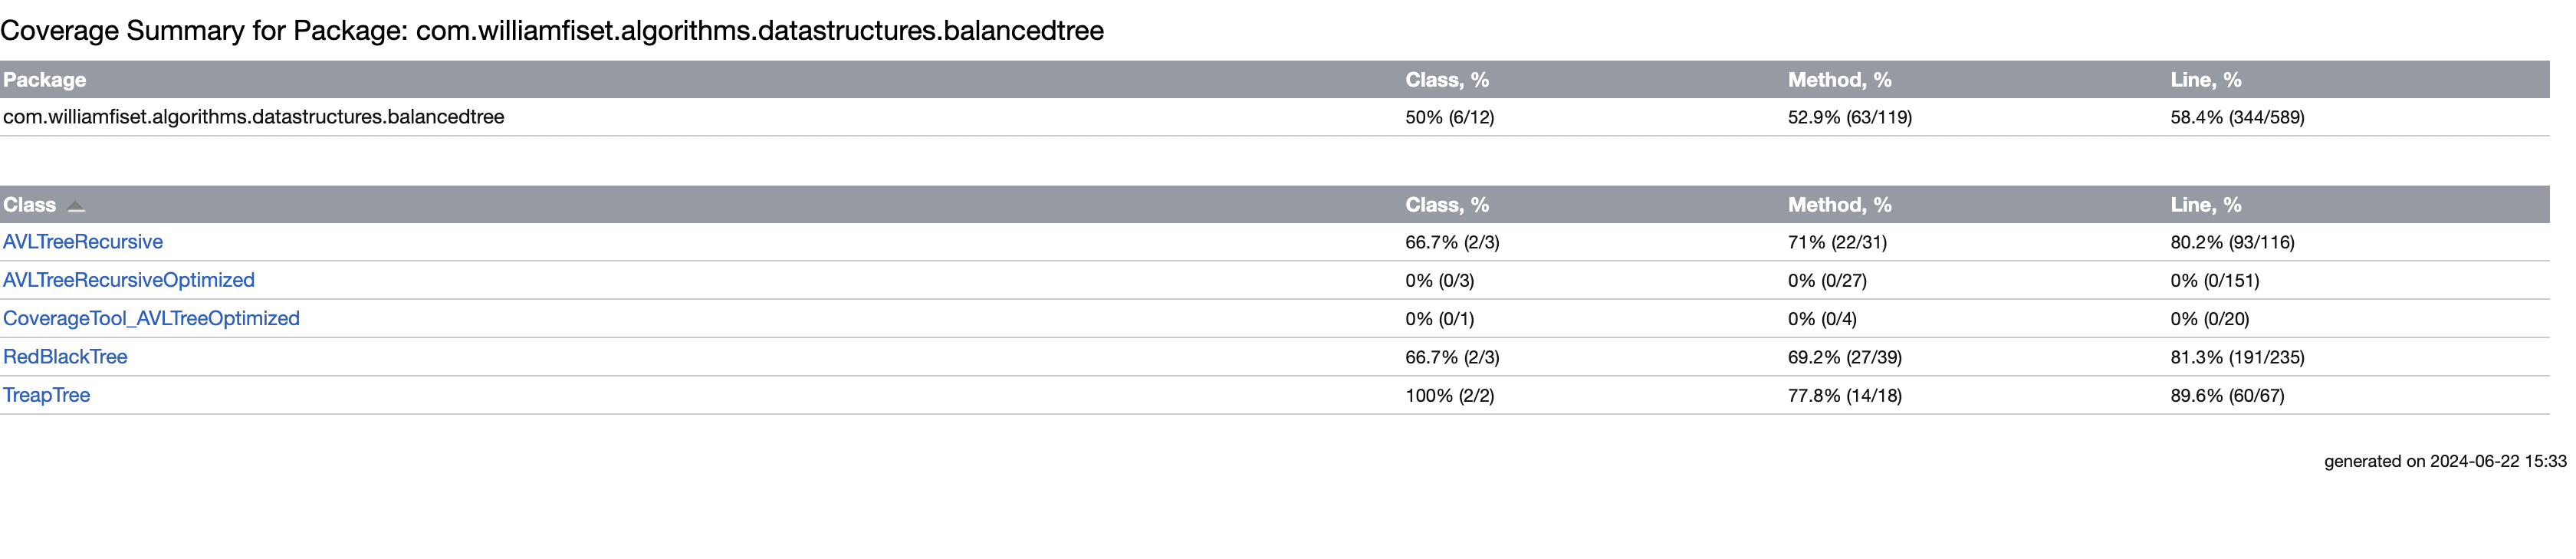 Coverage Summary for Package: com.williamfiset.algorithms.datastructures.balancedtree
Package Class, % Method, % Line, %
com.williamfiset.algorithms.datastructures.balancedtree 50% (6/12) 52.9% (63/119) 58.4% (344/589)
Class Class, % Method, % Line, %
AVLTreeRecursive 66.7% (2/3) 71% (22/31) 80.2% (93/116)
AVLTreeRecursiveOptimized 0% (0/3) 0% (0/27) 0% (0/151)
CoverageTool_AVLTreeOptimized 0% (0/1) 0% (0/4) 0% (0/20)
RedBlackTree 66.7% (2/3) 69.2% (27/39) 81.3% (191/235)
TreapTree 100% (2/2) 77.8% (14/18) 89.6% (60/67)
generated on 2024-06-22 15:33